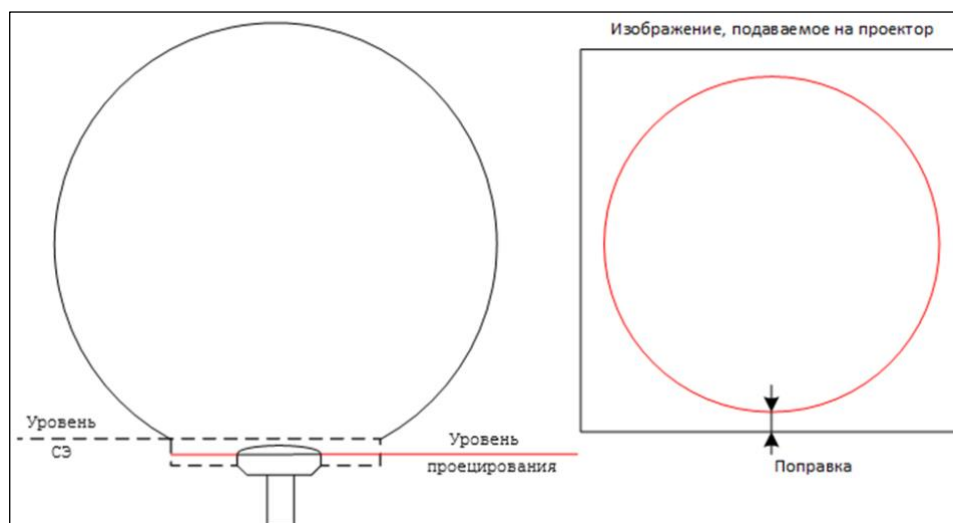 Изображение, подаваемое на проектор
Уровень
СЭ
Уровень
проецирования
Поправка